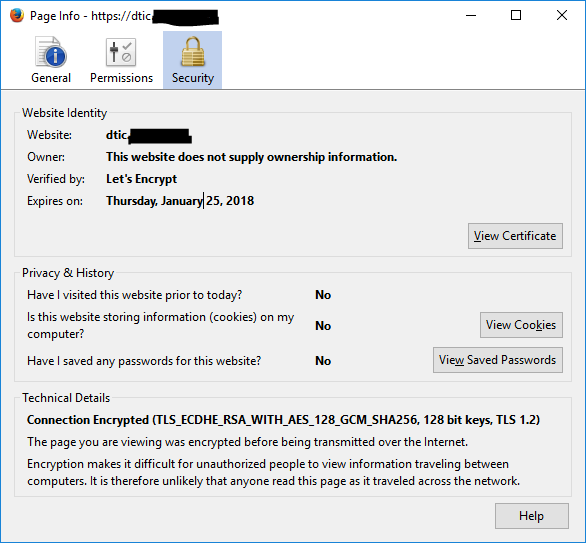 Page Info - https://dtic.
General
Permissions
Security
Website Identity
Website: dtic.
Owner: This website does not supply ownership information.
Verified by: Let's Encrypt
Expires on: Thursday, January 25, 2018
View Certificate
Privacy & History
Have I visited this website prior to today? No
Is this website storing information (cookies) on my
computer? No
View Cookies
Have I saved any passwords for this website? No
View Saved Passwords
Technical Details
Connection Encrypted (TLS_ECDHE_RSA_WITH_AES_128_GCM_SHA256, 128 bit keys, TLS 1.2)
The page you are viewing was encrypted before being transmitted over the Internet.
Encryption makes it difficult for unauthorized people to view information traveling between
computers. It is therefore unlikely that anyone read this page as it traveled across the network.
Help